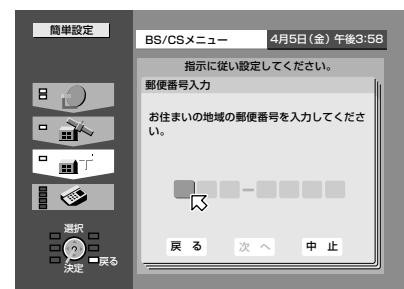 簡単設定
BS/CSメニュー
4月5日(金)午後3:58
指示に従い設定してください。
郵便番号入力
お住まいの地域の郵便番号を入力してくださ
い。
戻る
次へ
中止
選択
戻る
決定